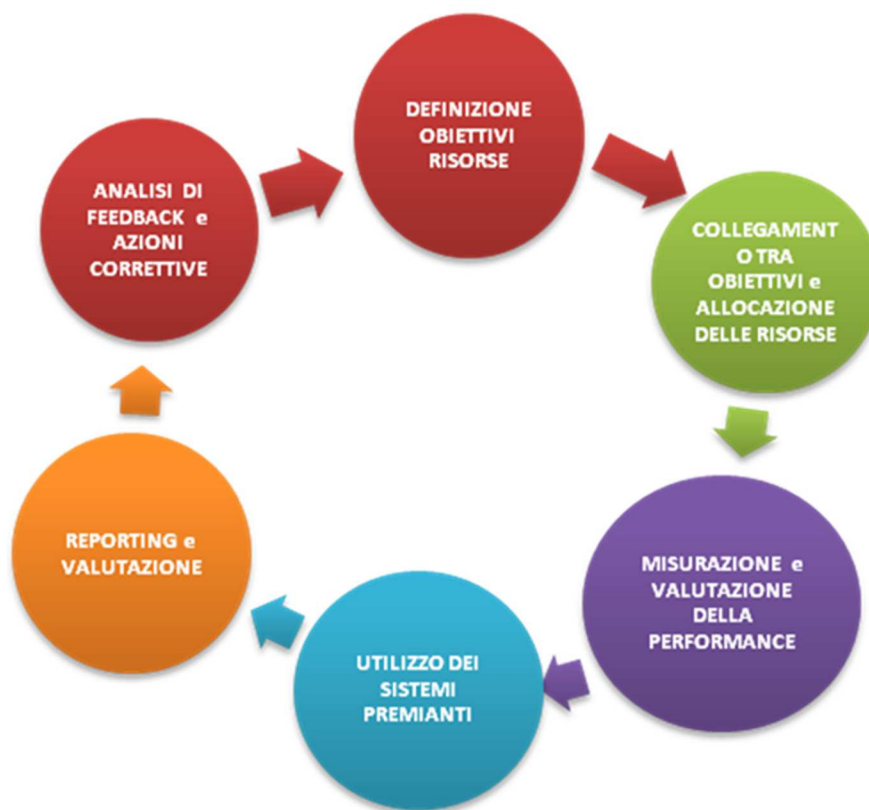 DEFINIZIONE
OBIETTIVI
RISORSE
COLLEGAMENT
O TRA
OBIETTIVI e
ALLOCAZIONE
DELLE RISORSE
MISURAZIONE e
VALUTAZIONE
DELLA
PERFORMANCE
UTILIZZO DEI
SISTEMI
PREMIANTI
REPORTING e
VALUTAZIONE
ANALISI DI
FEEDBACK e
AZIONI
CORRETTIVE